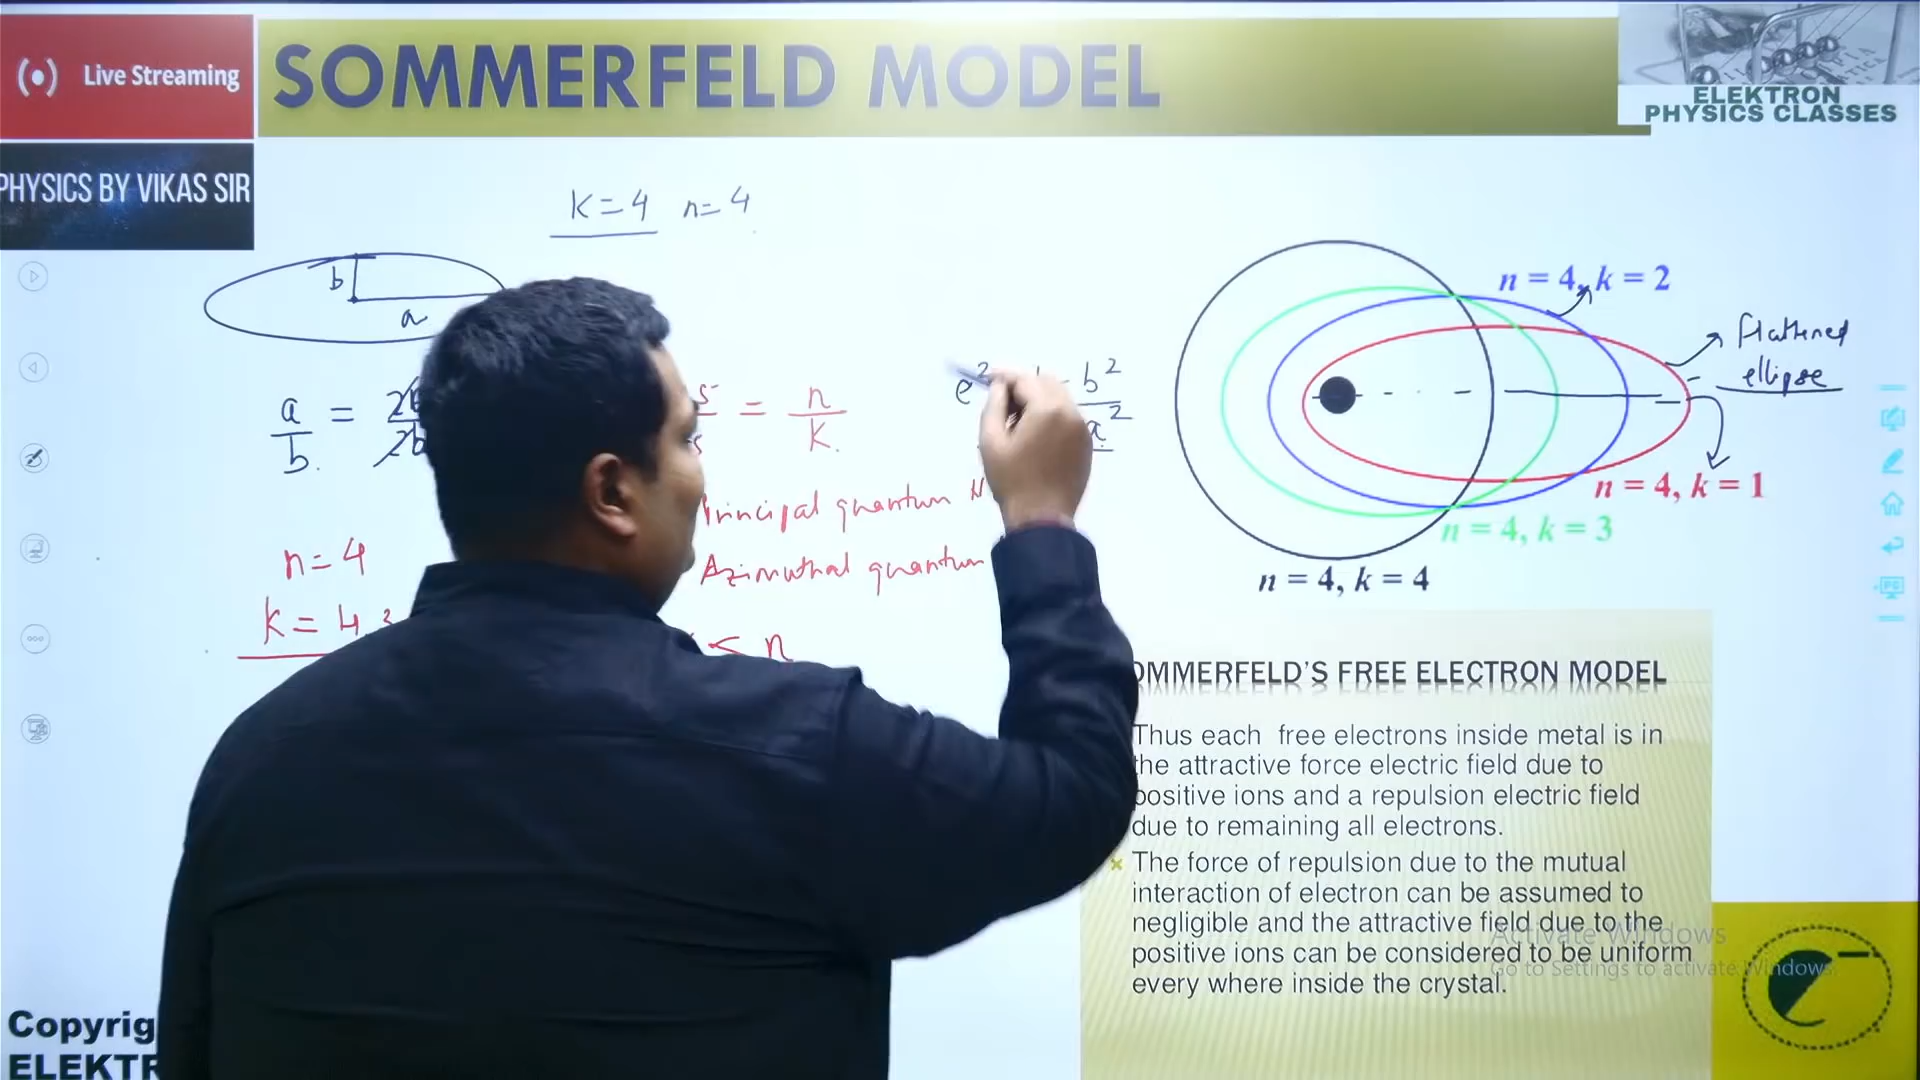 Live Streaming
SOMMERFELD MODEL
ELEKTRON
PHYSICS CLASSES
PHYSICS BY VIKAS SIR
k=4 n=4
b
a
a
b
=
n
k
=
e²
b²
a²
n=4
k=4
Principal quantum
Azimuthal quantum
< n
n = 4, k = 2
flattened
ellipse
n = 4, k = 1
n = 4, k = 3
n = 4, k = 4
OMMERFELD'S FREE ELECTRON MODEL
Thus each free electrons inside metal is in
the attractive force electric field due to
positive ions and a repulsion electric field
due to remaining all electrons.
The force of repulsion due to the mutual
interaction of electron can be assumed to
negligible and the attractive field due to the
positive ions can be considered to be uniform
every where inside the crystal.
Activate Windows
Go to Settings to activate Windows.
Copyrig
ELEKTR